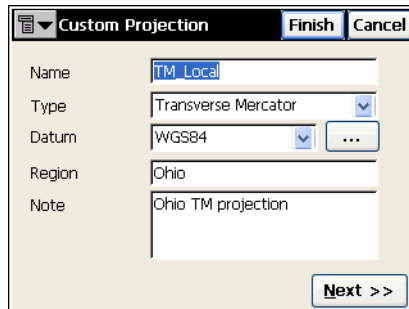 Custom Projection Finish Cancel
Name TM_Local
Type Transverse Mercator
Datum WGS84 ...
Region Ohio
Note Ohio TM projection
Next >>